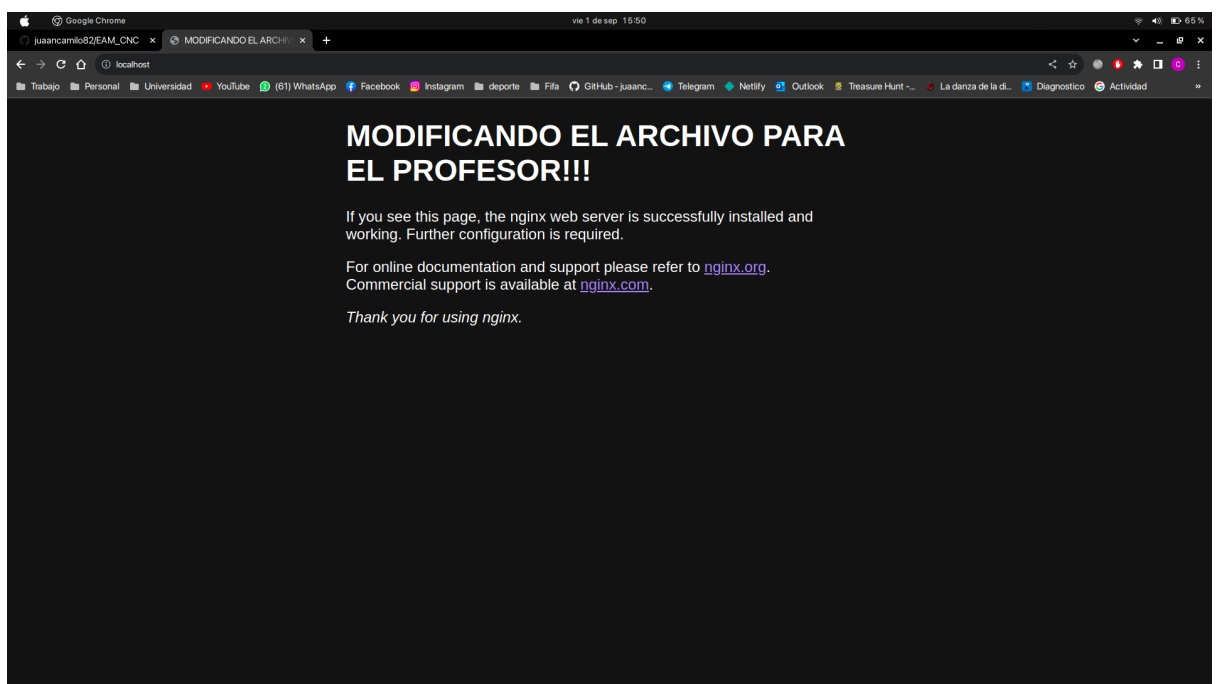 Google Chrome
vie 1 de sep 15:50
65 %
juaancamilo82/EAM_CNC
MODIFICANDO EL ARCHIV
localhost
Trabajo Personal Universidad YouTube (61) WhatsApp Facebook Instagram deporte Fifa GitHub - juaanc... Telegram Netlify Outlook Treasure Hunt -... La danza de la di... Diagnostico Actividad »
MODIFICANDO EL ARCHIVO PARA
EL PROFESOR!!!
If you see this page, the nginx web server is successfully installed and
working. Further configuration is required.
For online documentation and support please refer to nginx.org.
Commercial support is available at nginx.com.
Thank you for using nginx.